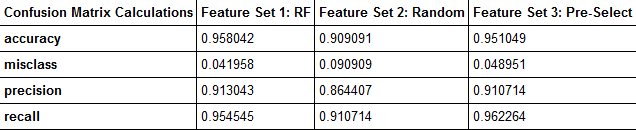 Confusion Matrix Calculations Feature Set 1: RF Feature Set 2: Random Feature Set 3: Pre-Select
accuracy 0.958042 0.909091 0.951049
misclass 0.041958 0.090909 0.048951
precision 0.913043 0.864407 0.910714
recall 0.954545 0.910714 0.962264